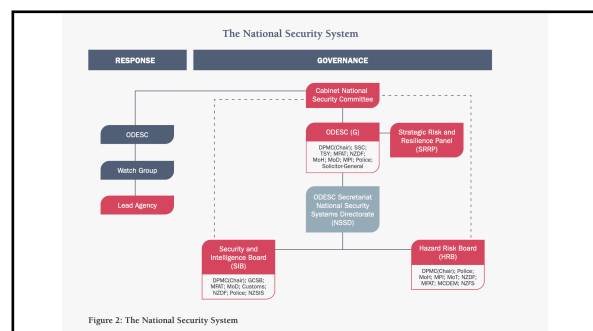 The National Security System
RESPONSE
GOVERNANCE
Cabinet National
Security Committee
ODESC
ODESC (G)
DPMC(Chair); SSC;
TSY; MFAT; NZDF;
MoH; MoD; MPI; Police;
Solicitor-General
Strategic Risk and
Resilience Panel
(SRRP)
Watch Group
Lead Agency
ODESC Secretariat
National Security
Systems Directorate
(NSSD)
Security and
Intelligence Board
(SIB)
DPMC(Chair); GCSB;
MFAT; MoD; Customs;
NZDF; Police; NZSIS
Hazard Risk Board
(HRB)
DPMC(Chair); Police;
MoH; MPI; MoT; NZDF;
MFAT; MCDEM; NZFS
Figure 2: The National Security System